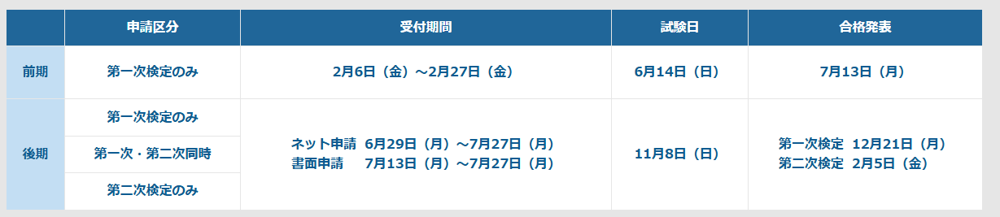 申請区分 受付期間 試験日 合格発表
前期 第一次検定のみ 2月6日（金）～2月27日（金） 6月14日（日） 7月13日（月）
後期
第一次検定のみ
第一次・第二次同時
第二次検定のみ
ネット申請 6月29日（月）～7月27日（月）
書面申請 7月13日（月）～7月27日（月）
11月8日（日）
第一次検定 12月21日（月）
第二次検定 2月5日（金）